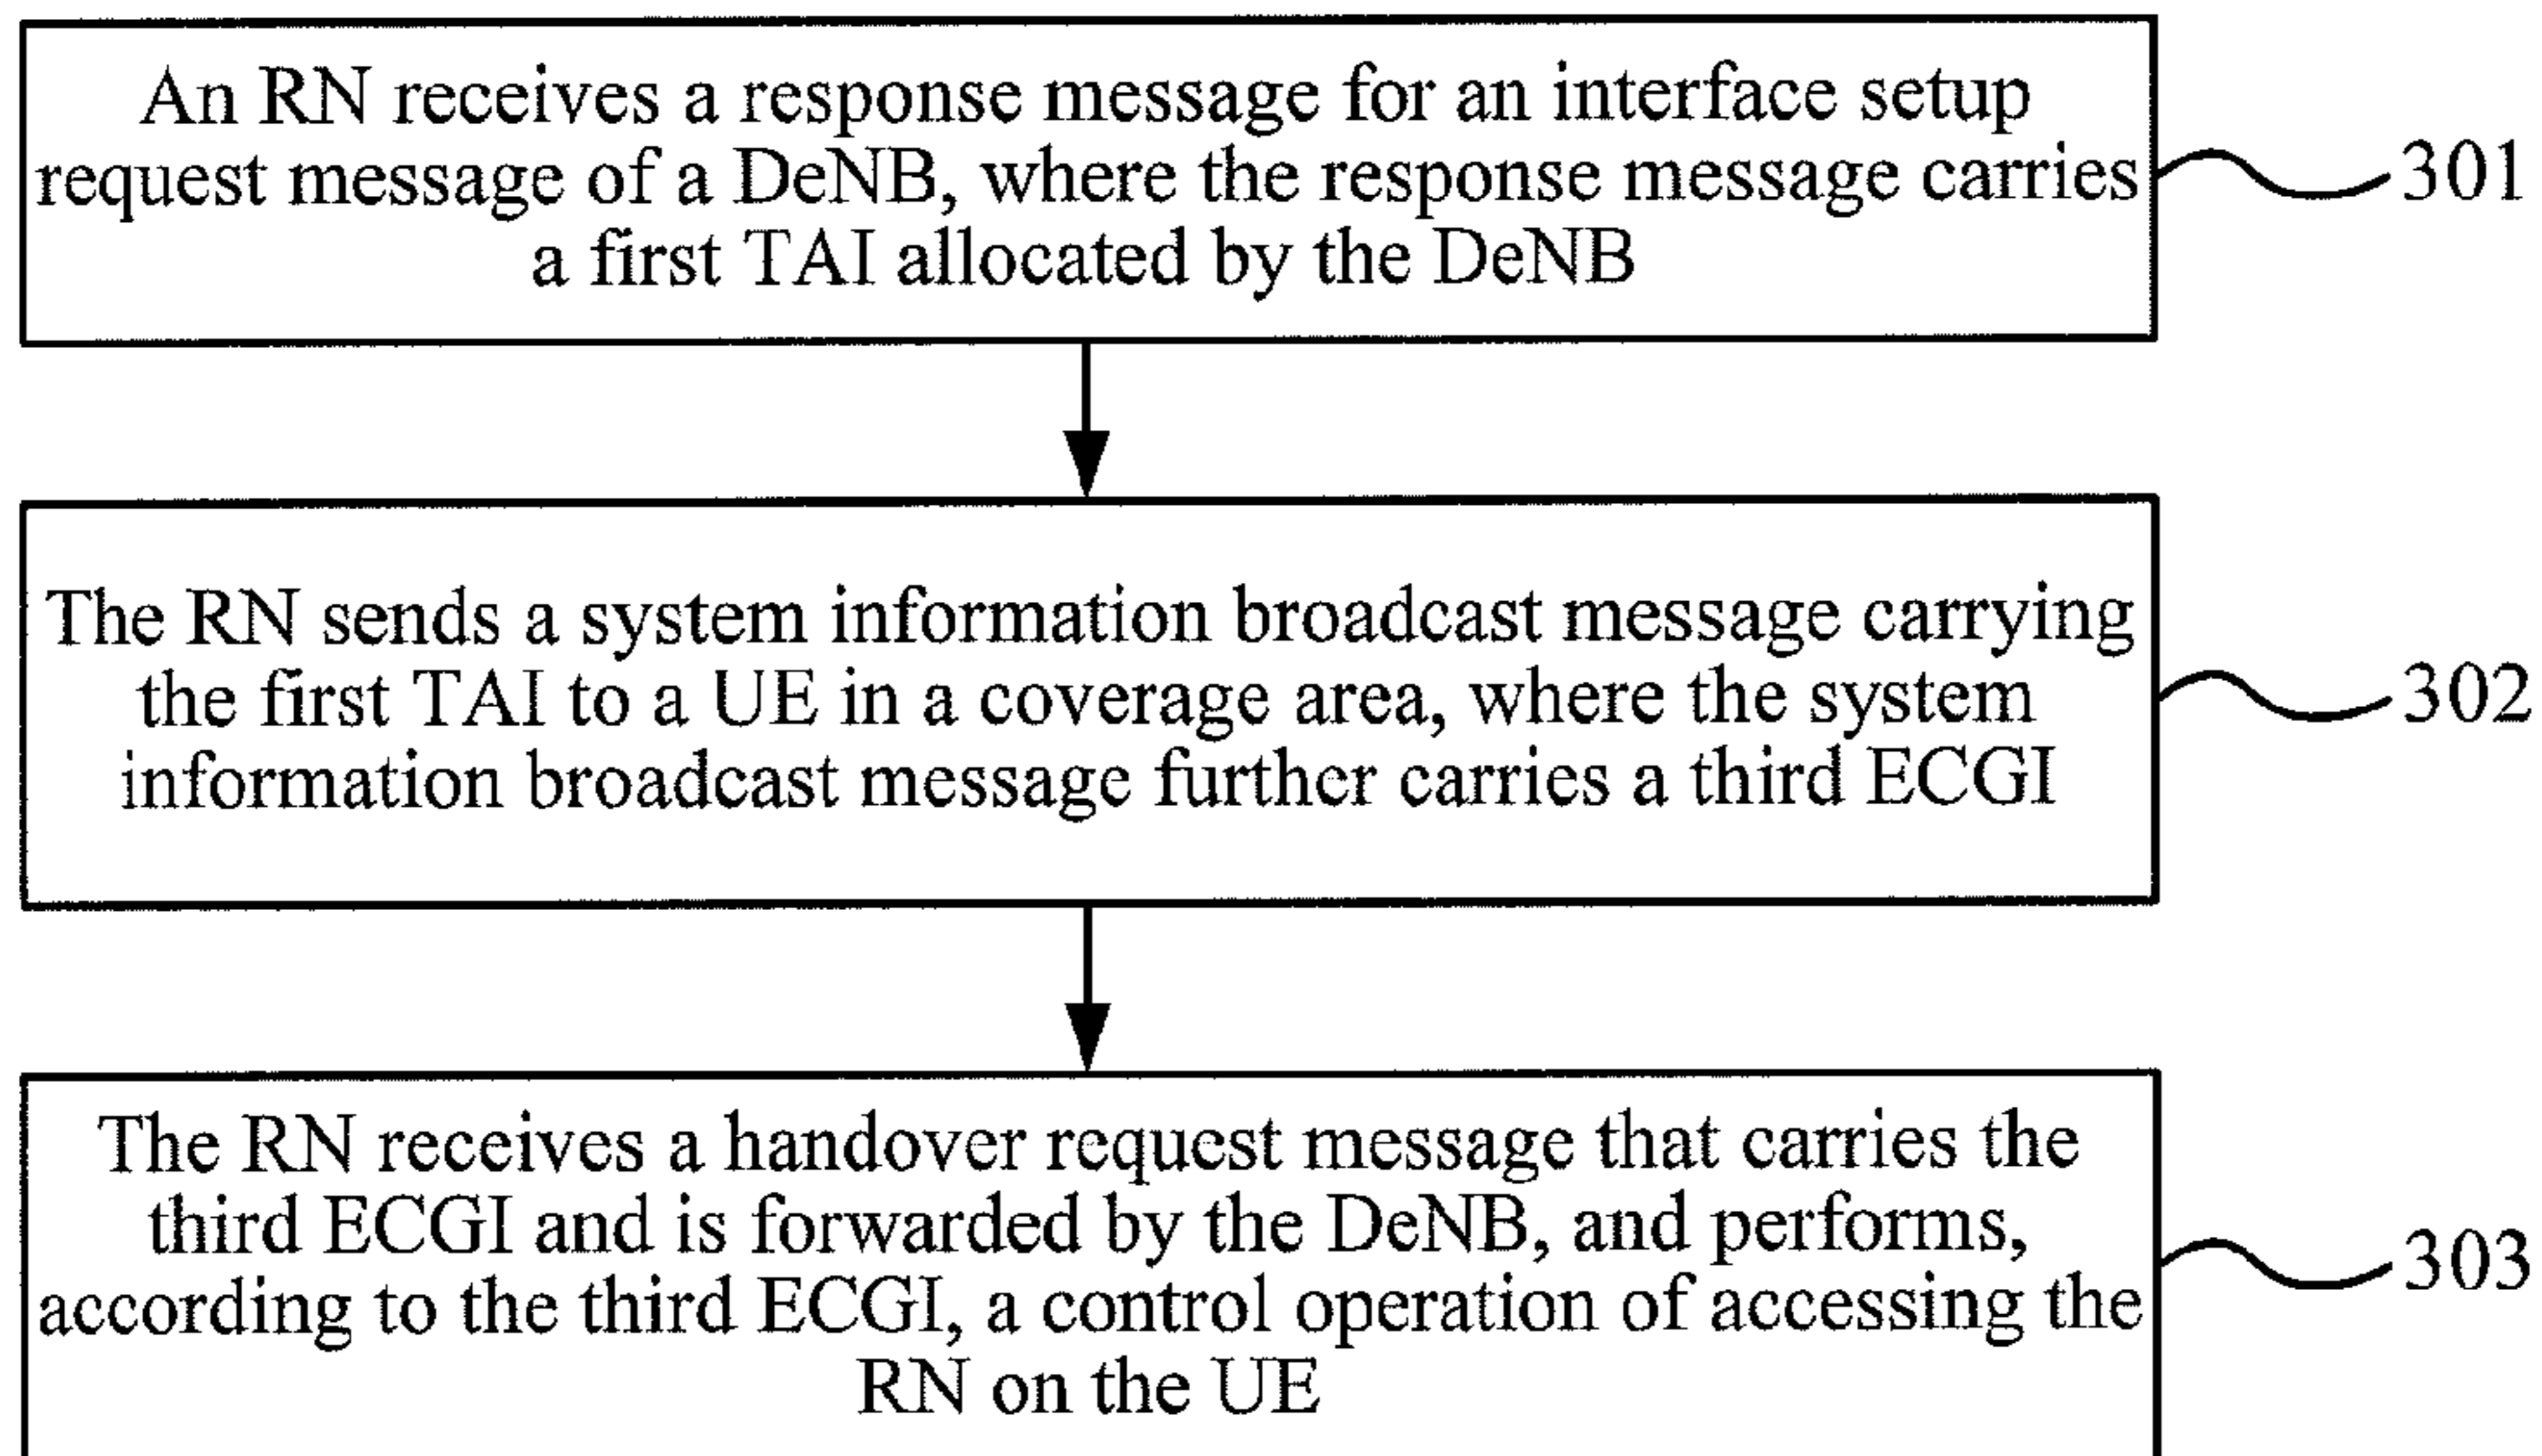 An RN receives a response message for an interface setup
request message of a DeNB, where the response message carries
a first TAI allocated by the DeNB
301
The RN sends a system information broadcast message carrying
the first TAI to a UE in a coverage area, where the system
information broadcast message further carries a third ECGI
302
The RN receives a handover request message that carries the
third ECGI and is forwarded by the DeNB, and performs,
according to the third ECGI, a control operation of accessing the
RN on the UE
303